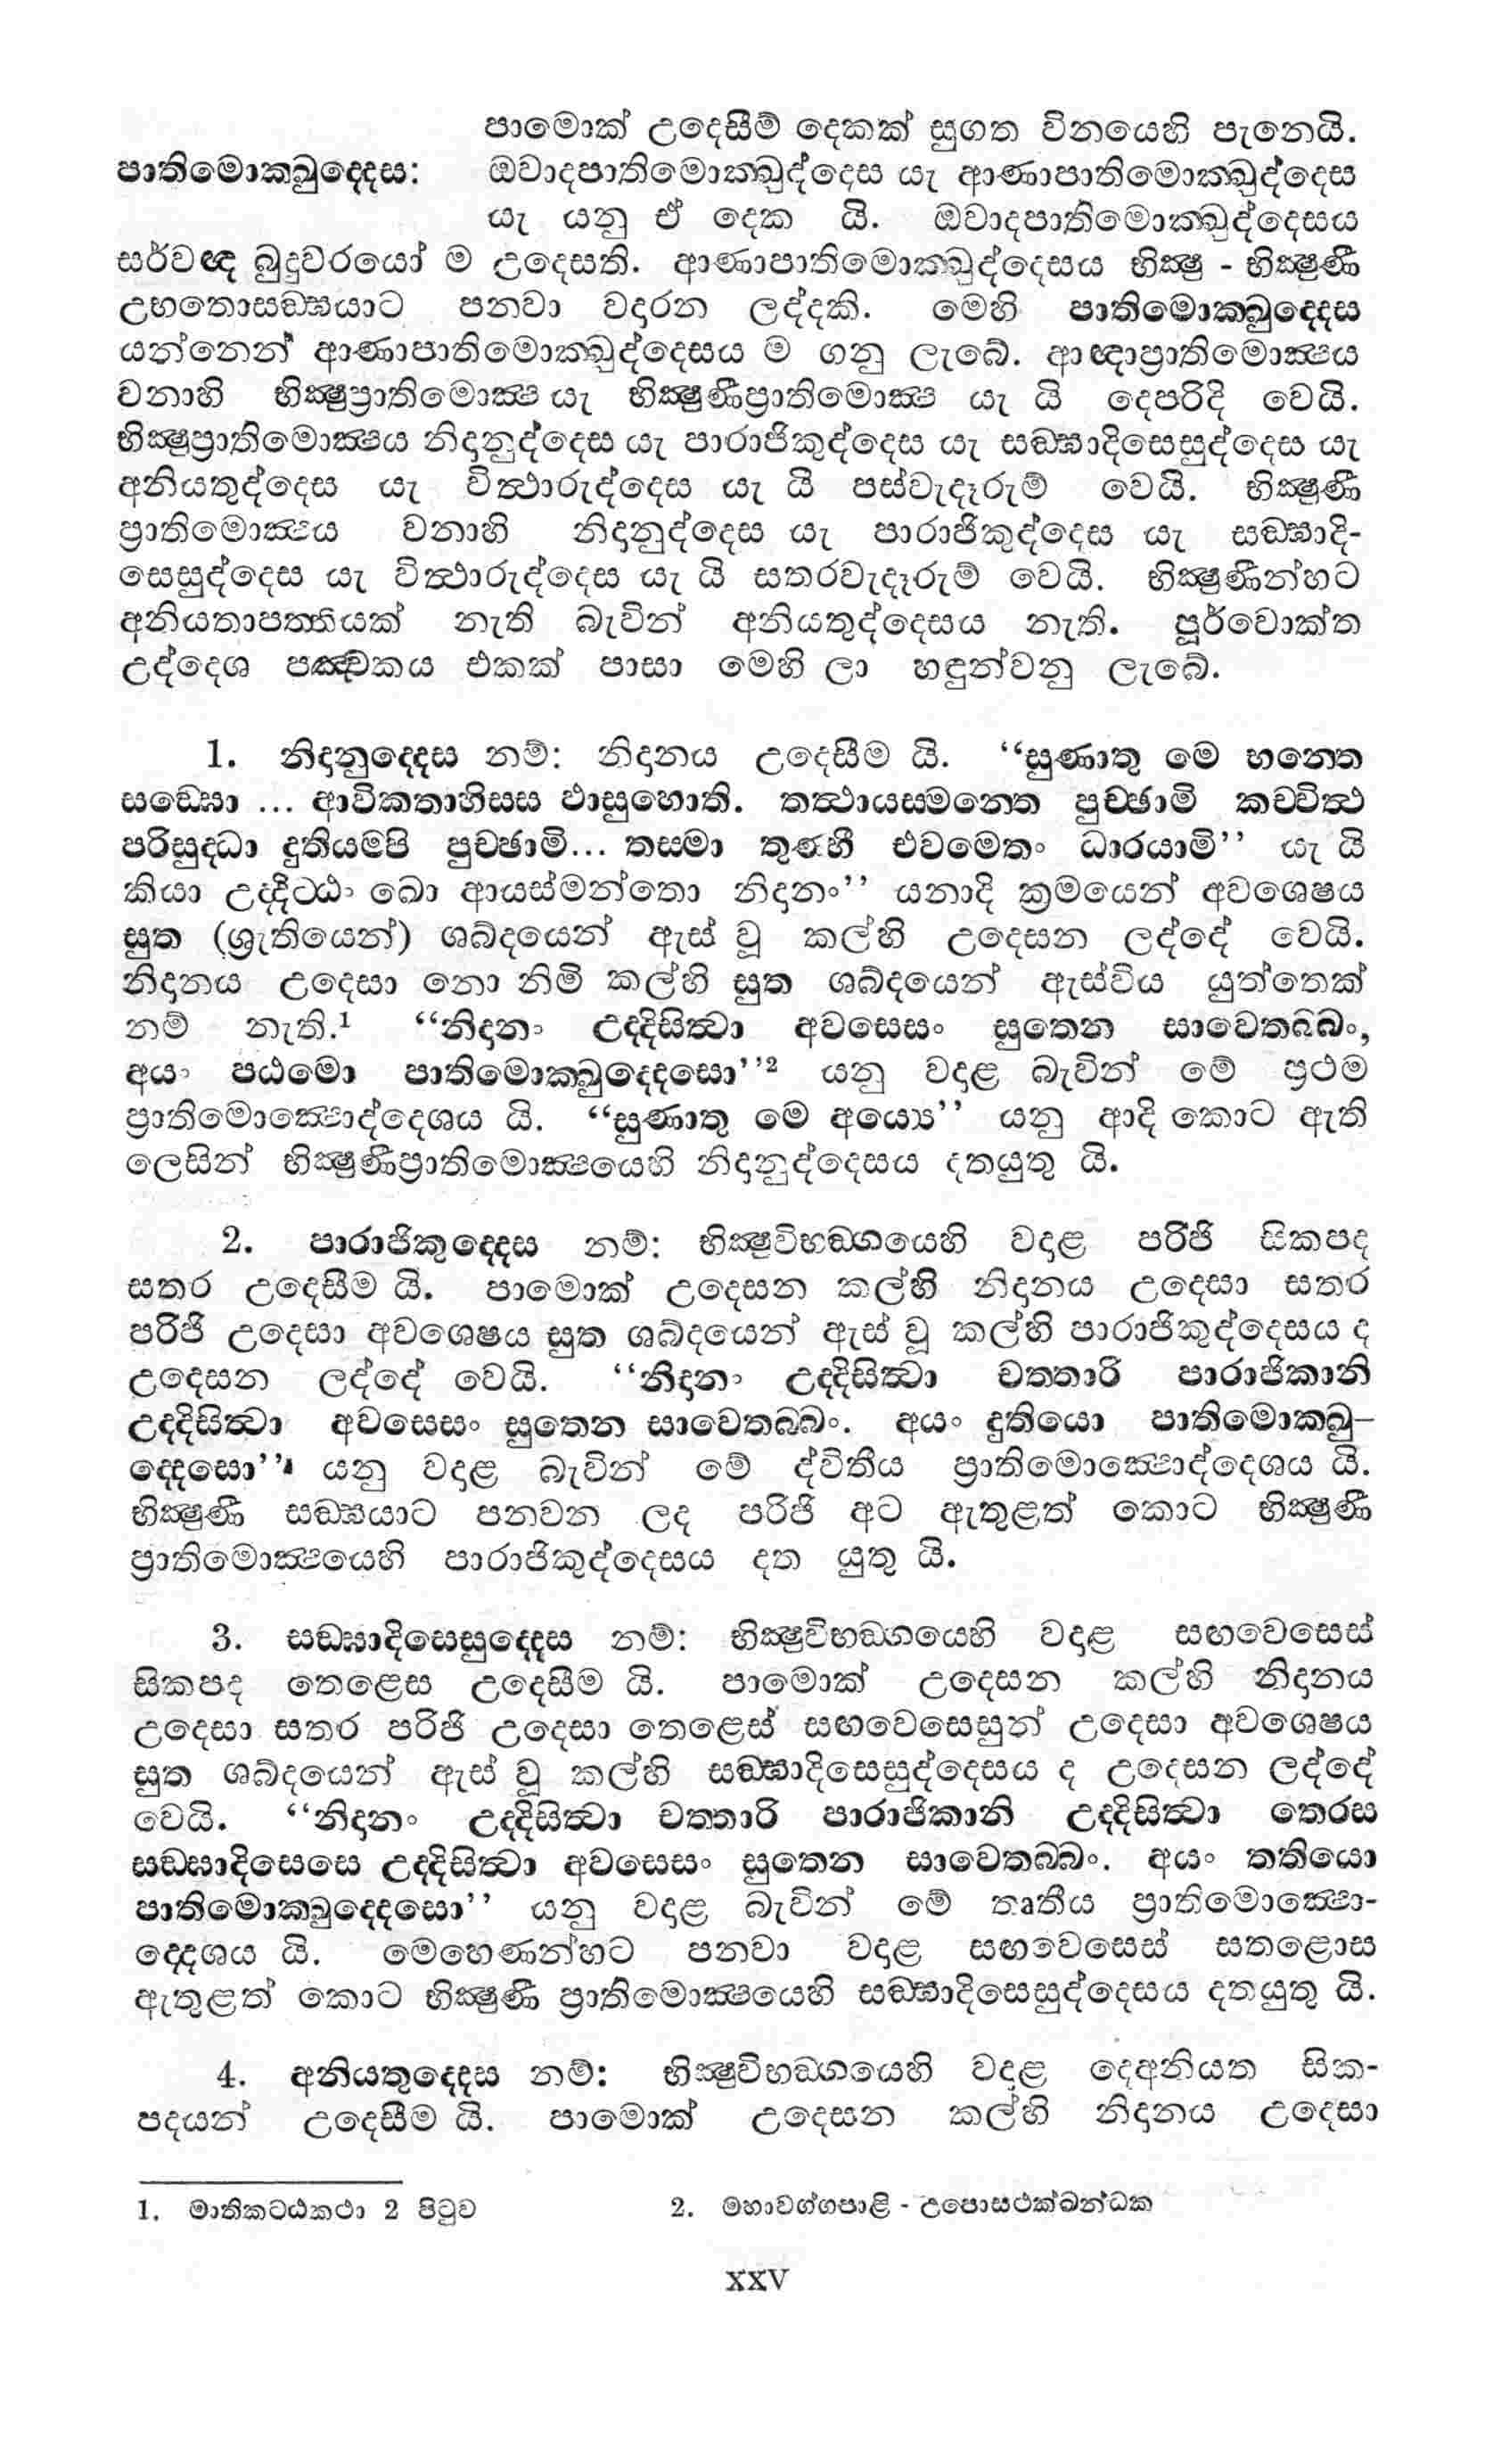 පාමොක් උදෙසීම් දෙකක් සුගත විනයෙහි පැනෙයි.
පාතිමොක්ඛුද්දෙස: ඔවාදපාතිමොක්ඛුද්දෙස යැ ආණාපාතිමොක්ඛුද්දෙස
යැ යනු ඒ දෙක යි. ඔවාදපාතිමොක්ඛුද්දෙසය
සර්වඥ බුදුවරයෝ ම උදෙසති. ආණාපාතිමොක්ඛුද්දෙසය භික්ෂු - භික්ෂුණී
උභතොසඞ්ඝයාට පනවා වදාරන ලද්දකි. මෙහි පාතිමොක්ඛුද්දෙස
යන්නෙන් ආණාපාතිමොක්ඛුද්දෙසය ම ගනු ලැබේ. ආඥාප්‍රාතිමොක්ෂය
වනාහි භික්ෂුප්‍රාතිමොක්ෂ යැ භික්ෂුණීප්‍රාතිමොක්ෂ යැ යි දෙපරිදි වෙයි.
භික්ෂුප්‍රාතිමොක්ෂය නිදානුද්දෙස යැ පාරාජිකුද්දෙස යැ සඞ්ඝාදිසෙසුද්දෙස යැ
අනියතුද්දෙස යැ විත්ථාරුද්දෙස යැ යි පස්වැදෑරුම් වෙයි. භික්ෂුණී
ප්‍රාතිමොක්ෂය වනාහි නිදානුද්දෙස යැ පාරාජිකුද්දෙස යැ සඞ්ඝාදි-
සෙසුද්දෙස යැ විත්ථාරුද්දෙස යැ යි සතරවැදෑරුම් වෙයි. භික්ෂුණීන්හට
අනියතාපත්තියක් නැති බැවින් අනියතුද්දෙසය නැති. පූර්වොක්ත
උද්දෙශ පඤ්චකය එකක් පාසා මෙහි ලා හඳුන්වනු ලැබේ.
1. නිදානුද්දෙස නම්: නිදානය උදෙසීම යි. “සුණාතු මෙ භන්තෙ
සඞ්ඝො ... ආවිකතාහිස්ස ඵාසුහොති. තත්ථායස්මන්තෙ පුච්ඡාමි කච්චිත්ථ
පරිසුද්ධා දුතියම්පි පුච්ඡාමි... තස්මා තුණ්හී එවමෙතං ධාරයාමි” යැ යි
කියා උද්දිට්ඨං ඛො ආයස්මන්තො නිදානං” යනාදි ක්‍රමයෙන් අවශෙෂය
සුත (ශ්‍රැතියෙන්) ශබ්දයෙන් ඇස් වූ කල්හි උදෙසන ලද්දේ වෙයි.
නිදානය උදෙසා නො නිමි කල්හි සුත ශබ්දයෙන් ඇස්විය යුත්තෙක්
නම් නැති.¹ “නිදානං උද්දිසිත්‍වා අවසෙසං සුතෙන සාවෙතබ්බං,
අයං පඨමො පාතිමොක්ඛුද්දෙසො”² යනු වදාළ බැවින් මේ ප්‍රථම
ප්‍රාතිමොක්ෂොද්දෙශය යි. “සුණාතු මෙ අය්‍යෙ” යනු ආදි කොට ඇති
ලෙසින් භික්ෂුණීප්‍රාතිමොක්ෂයෙහි නිදානුද්දෙසය දතයුතු යි.
2. පාරාජිකුද්දෙස නම්: භික්ෂුවිභඞ්ගයෙහි වදාළ පරිජි සිකපද
සතර උදෙසීම යි. පාමොක් උදෙසන කල්හි නිදානය උදෙසා සතර
පරිජි උදෙසා අවශෙෂය සුත ශබ්දයෙන් ඇස් වූ කල්හි පාරාජිකුද්දෙසය ද
උදෙසන ලද්දේ වෙයි. “නිදානං උද්දිසිත්‍වා චත්තාරි පාරාජිකානි
උද්දිසිත්‍වා අවසෙසං සුතෙන සාවෙතබ්බං. අයං දුතියො පාතිමොක්ඛු-
ද්දෙසො” යනු වදාළ බැවින් මේ ද්විතීය ප්‍රාතිමොක්ෂොද්දෙශය යි.
භික්ෂුණී සඞ්ඝයාට පනවන ලද පරිජි අට ඇතුළත් කොට භික්ෂුණී
ප්‍රාතිමොක්ෂයෙහි පාරාජිකුද්දෙසය දත යුතු යි.
3. සඞ්ඝාදිසෙසුද්දෙස නම්: භික්ෂුවිභඞ්ගයෙහි වදාළ සඟවෙසෙස්
සිකපද තෙළෙස උදෙසීම යි. පාමොක් උදෙසන කල්හි නිදානය
උදෙසා සතර පරිජි උදෙසා තෙළෙස් සඟවෙසෙසුන් උදෙසා අවශෙෂය
සුත ශබ්දයෙන් ඇස් වූ කල්හි සඞ්ඝාදිසෙසුද්දෙසය ද උදෙසන ලද්දේ
වෙයි. “නිදානං උද්දිසිත්‍වා චත්තාරි පාරාජිකානි උද්දිසිත්‍වා තෙරස
සඞ්ඝාදිසෙසෙ උද්දිසිත්‍වා අවසෙසං සුතෙන සාවෙතබ්බං. අයං තතියො
පාතිමොක්ඛුද්දෙසො” යනු වදාළ බැවින් මේ තෘතීය ප්‍රාතිමොක්ෂො-
ද්දෙශය යි. මෙහෙණන්හට පනවා වදාළ සඟවෙසෙස් සතළොස
ඇතුළත් කොට භික්ෂුණී ප්‍රාතිමොක්ෂයෙහි සඞ්ඝාදිසෙසුද්දෙසය දතයුතු යි.
4. අනියතුද්දෙස නම්: භික්ෂුවිභඞ්ගයෙහි වදාළ දෙඅනියත සික-
පදයන් උදෙසීම යි. පාමොක් උදෙසන කල්හි නිදානය උදෙසා
1. මාතිකට්ඨකථා 2 පිටුව 2. මහාවග්ගපාළි - උපොසථක්ඛන්ධක
xxv